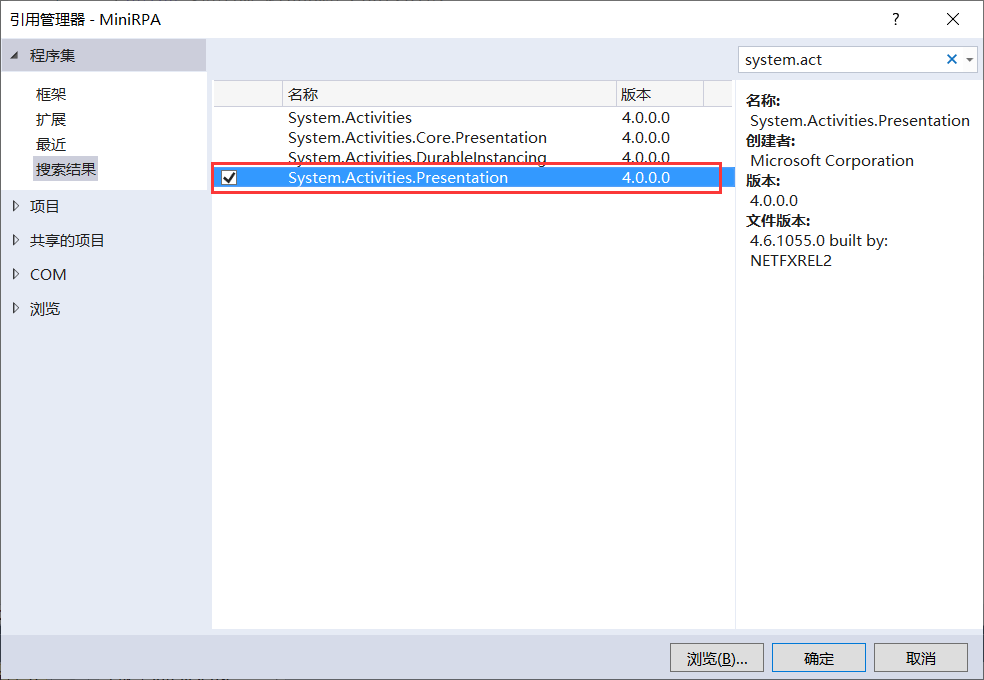 引用管理器 - MiniRPA
?
程序集
system.act
框架
扩展
最近
搜索结果
项目
共享的项目
COM
浏览
名称 版本
System.Activities 4.0.0.0
System.Activities.Core.Presentation 4.0.0.0
System.Activities.DurableInstancing 4.0.0.0
System.Activities.Presentation 4.0.0.0
名称:
System.Activities.Presentation
创建者:
Microsoft Corporation
版本:
4.0.0.0
文件版本:
4.6.1055.0 built by:
NETFXREL2
浏览(B)... 确定 取消